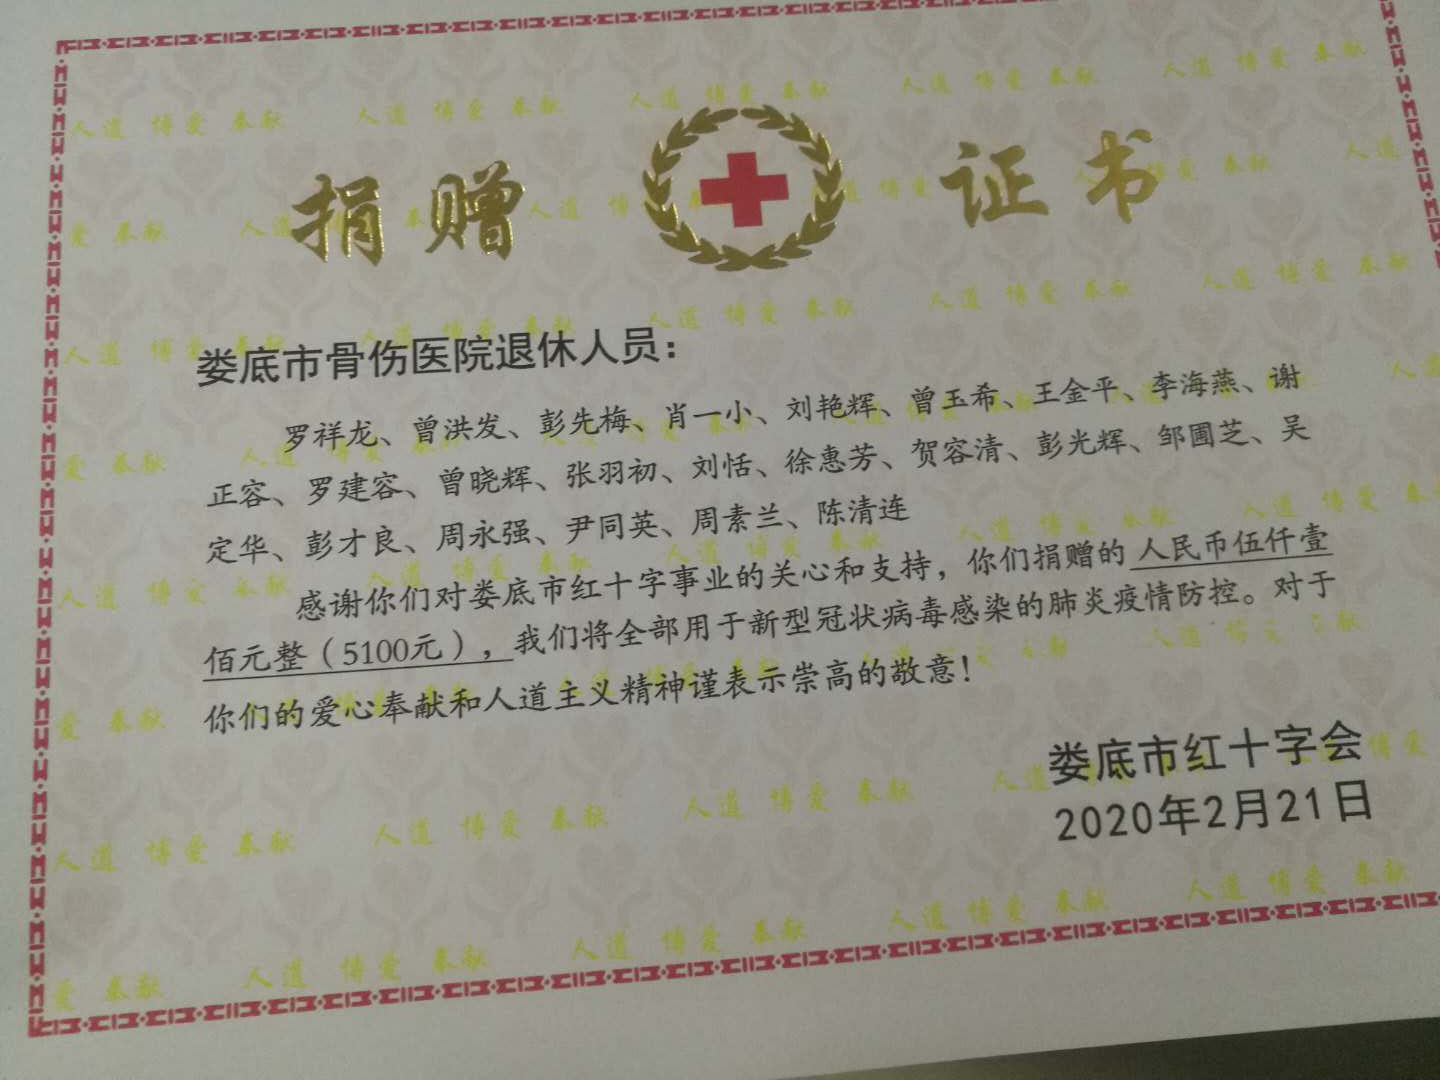 捐赠 证书
娄底市骨伤医院退休人员：
罗祥龙、曾洪发、彭先梅、肖一小、刘艳辉、曾玉希、王金平、李海燕、谢
正容、罗建容、曾晓辉、张羽初、刘恬、徐惠芳、贺容清、彭光辉、邹圃芝、吴
定华、彭才良、周永强、尹同英、周素兰、陈清连
感谢你们对娄底市红十字事业的关心和支持，你们捐赠的人民币伍仟壹
佰元整（5100元），我们将全部用于新型冠状病毒感染的肺炎疫情防控。对于
你们的爱心奉献和人道主义精神谨表示崇高的敬意！
娄底市红十字会
2020年2月21日
人道 博爱 奉献